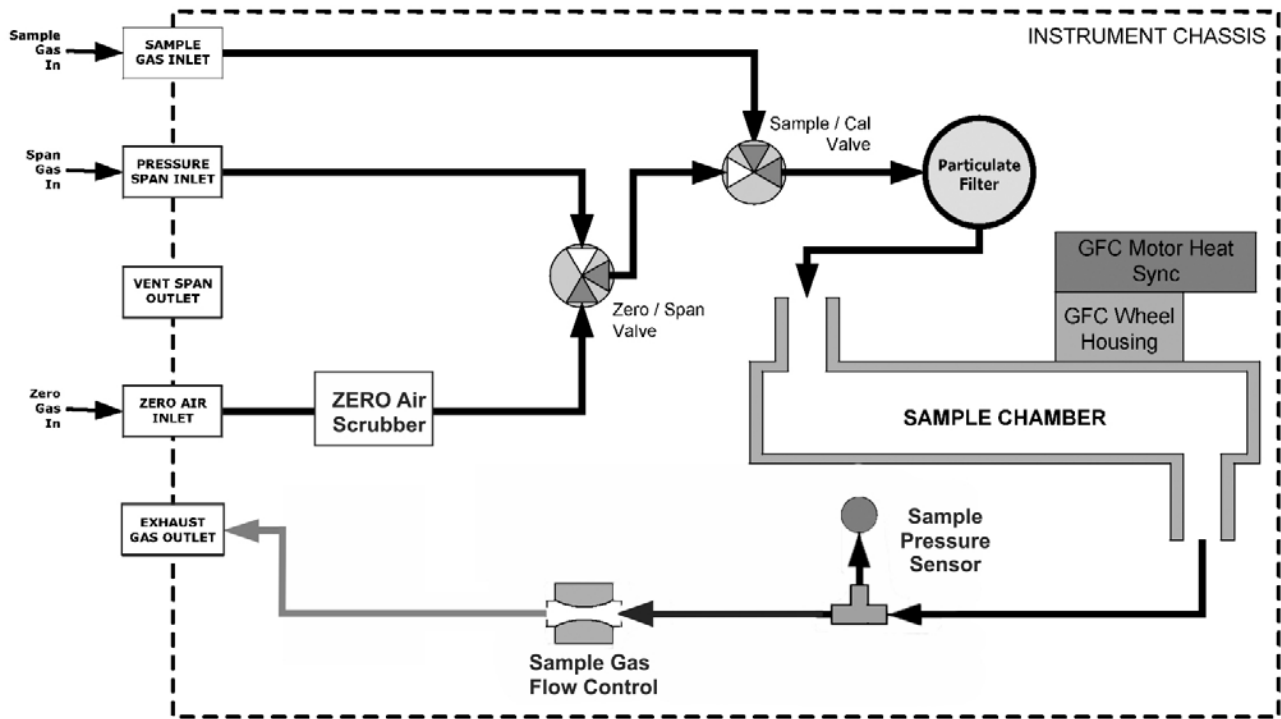 INSTRUMENT CHASSIS
Sample
Gas
In
SAMPLE
GAS INLET
Sample / Cal
Valve
Span
Gas
In
PRESSURE
SPAN INLET
Particulate
Filter
GFC Motor Heat
Sync
VENT SPAN
OUTLET
Zero / Span
Valve
GFC Wheel
Housing
Zero
Gas
In
ZERO AIR
INLET
ZERO Air
Scrubber
SAMPLE CHAMBER
EXHAUST
GAS OUTLET
Sample
Pressure
Sensor
Sample Gas
Flow Control